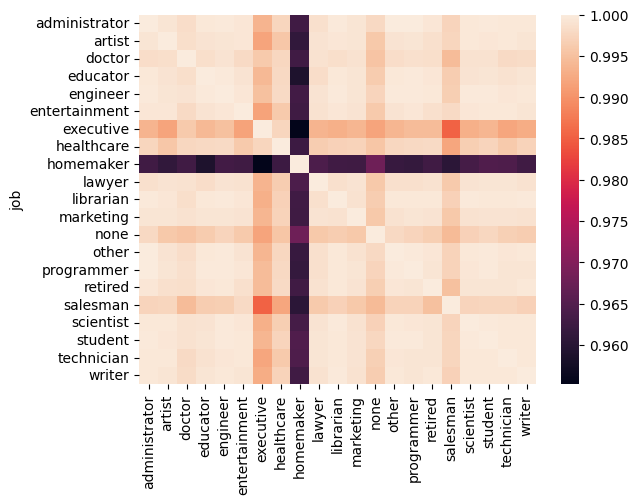 job
administrator
artist
doctor
educator
engineer
entertainment
executive
healthcare
homemaker
lawyer
librarian
marketing
none
other
programmer
retired
salesman
scientist
student
technician
writer
administrator
artist
doctor
educator
engineer
entertainment
executive
healthcare
homemaker
lawyer
librarian
marketing
none
other
programmer
retired
salesman
scientist
student
technician
writer
1.000
0.995
0.990
0.985
0.980
0.975
0.970
0.965
0.960